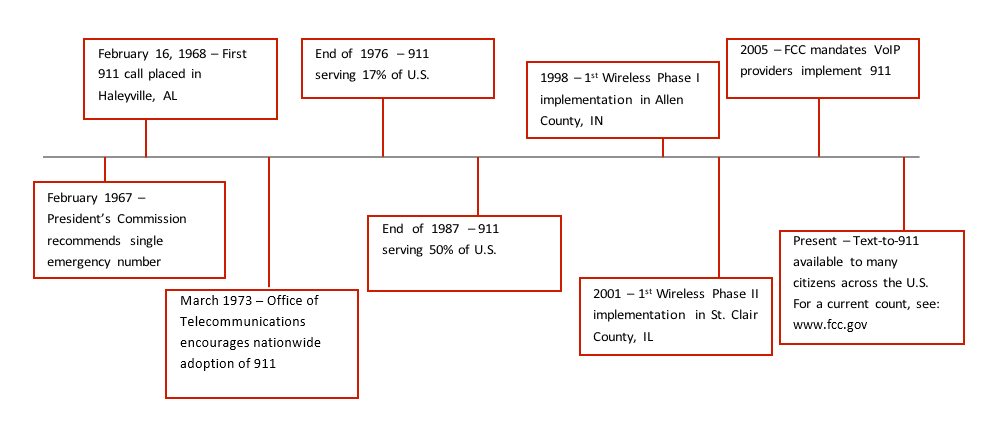 February 16, 1968 – First
911 call placed in
Haleyville, AL
End of 1976 – 911
serving 17% of U.S.
1998 – 1st Wireless Phase I
implementation in Allen
County, IN
2005 – FCC mandates VoIP
providers implement 911
February 1967 –
President's Commission
recommends single
emergency number
March 1973 – Office of
Telecommunications
encourages nationwide
adoption of 911
End of 1987 – 911
serving 50% of U.S.
2001 – 1st Wireless Phase II
implementation in St. Clair
County, IL
Present – Text-to-911
available to many
citizens across the U.S.
For a current count, see:
www.fcc.gov